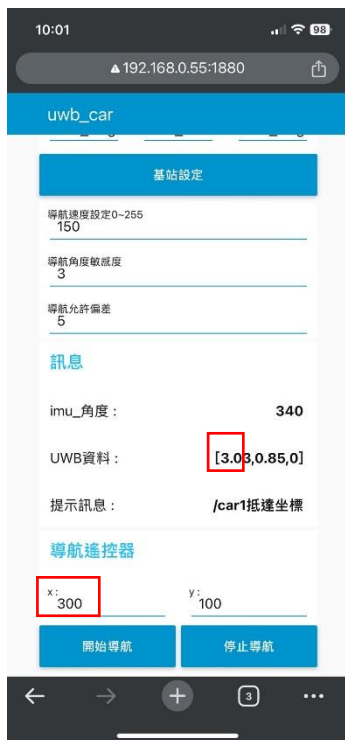 10:01 98
192.168.0.55:1880
uwb_car
基站設定
導航速度設定0~255
150
導航角度敏感度
3
導航允許偏差
5
訊息
imu_角度： 340
UWB資料： [3.03,0.85,0]
提示訊息： /car1抵達坐標
導航遙控器
x： y：
300 100
開始導航 停止導航
3